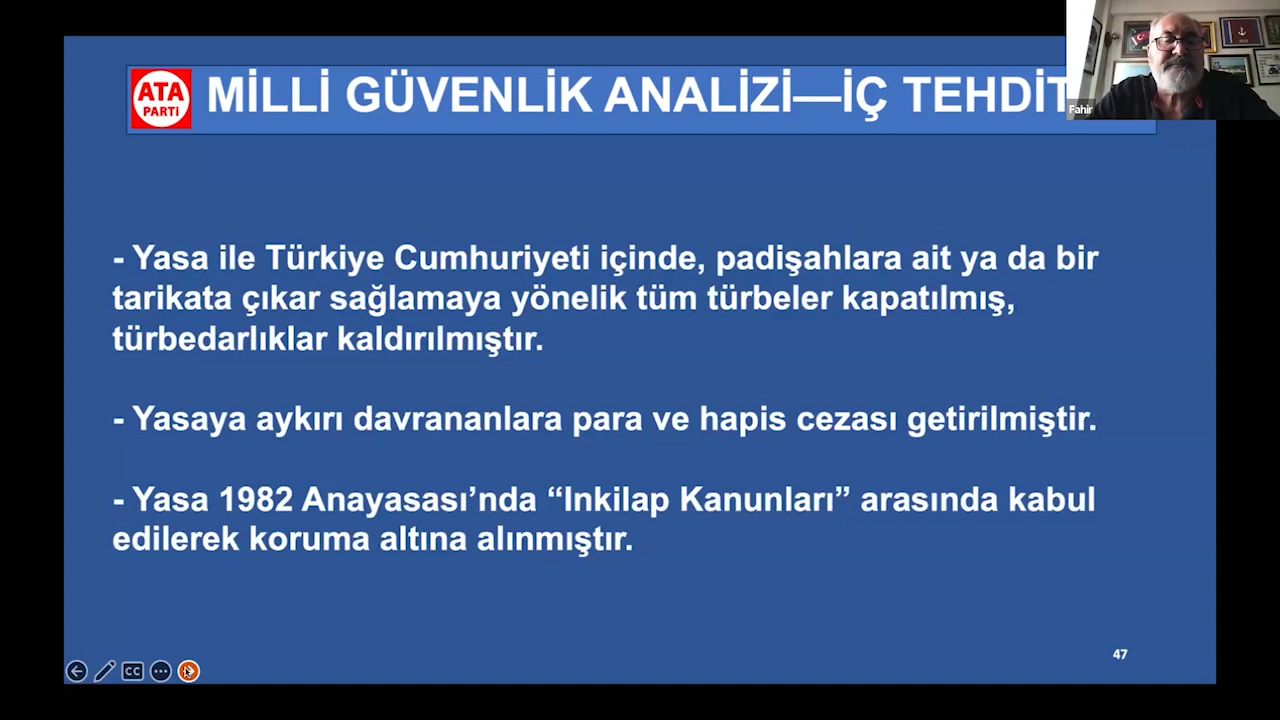 ATA
PARTİ
MİLLİ GÜVENLİK ANALİZİ—İÇ TEHDİT
Fahir
- Yasa ile Türkiye Cumhuriyeti içinde, padişahlara ait ya da bir
tarikata çıkar sağlamaya yönelik tüm türbeler kapatılmış,
türbedarlıklar kaldırılmıştır.
- Yasaya aykırı davrananlara para ve hapis cezası getirilmiştir.
- Yasa 1982 Anayasası’nda “Inkilap Kanunları” arasında kabul
edilerek koruma altına alınmıştır.
CC
47